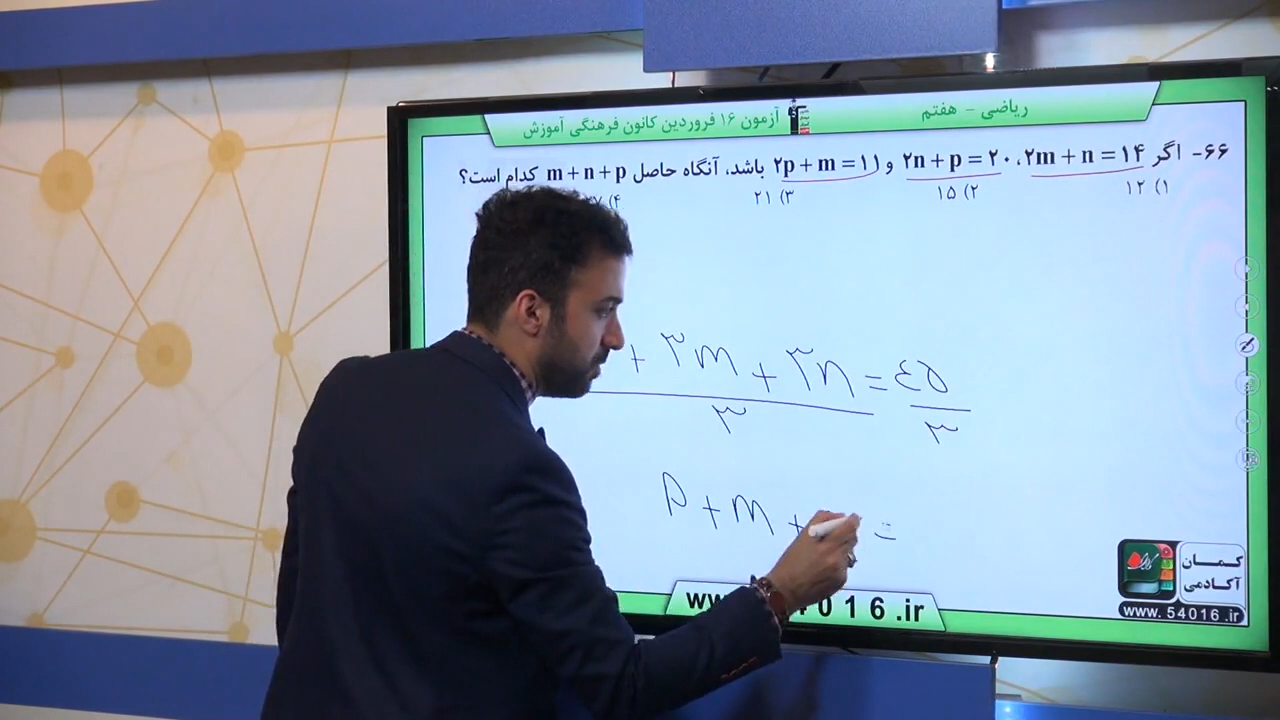 ریاضی - هفتم
آزمون ۱۶ فروردین کانون فرهنگی آموزش
۶۶- اگر ۲m + n = ۱۴، ۲n + p = ۲۰ و ۲p + m = ۱۱ باشد، آنگاه حاصل m + n + p کدام است؟
۱) ۱۲ ۲) ۱۵ ۳) ۲۱ ۴)
+ ۳m + ۳n = ۴۵
۳ ۳
p + m + =
کمان
آکادمی
www.54016.ir
016.ir